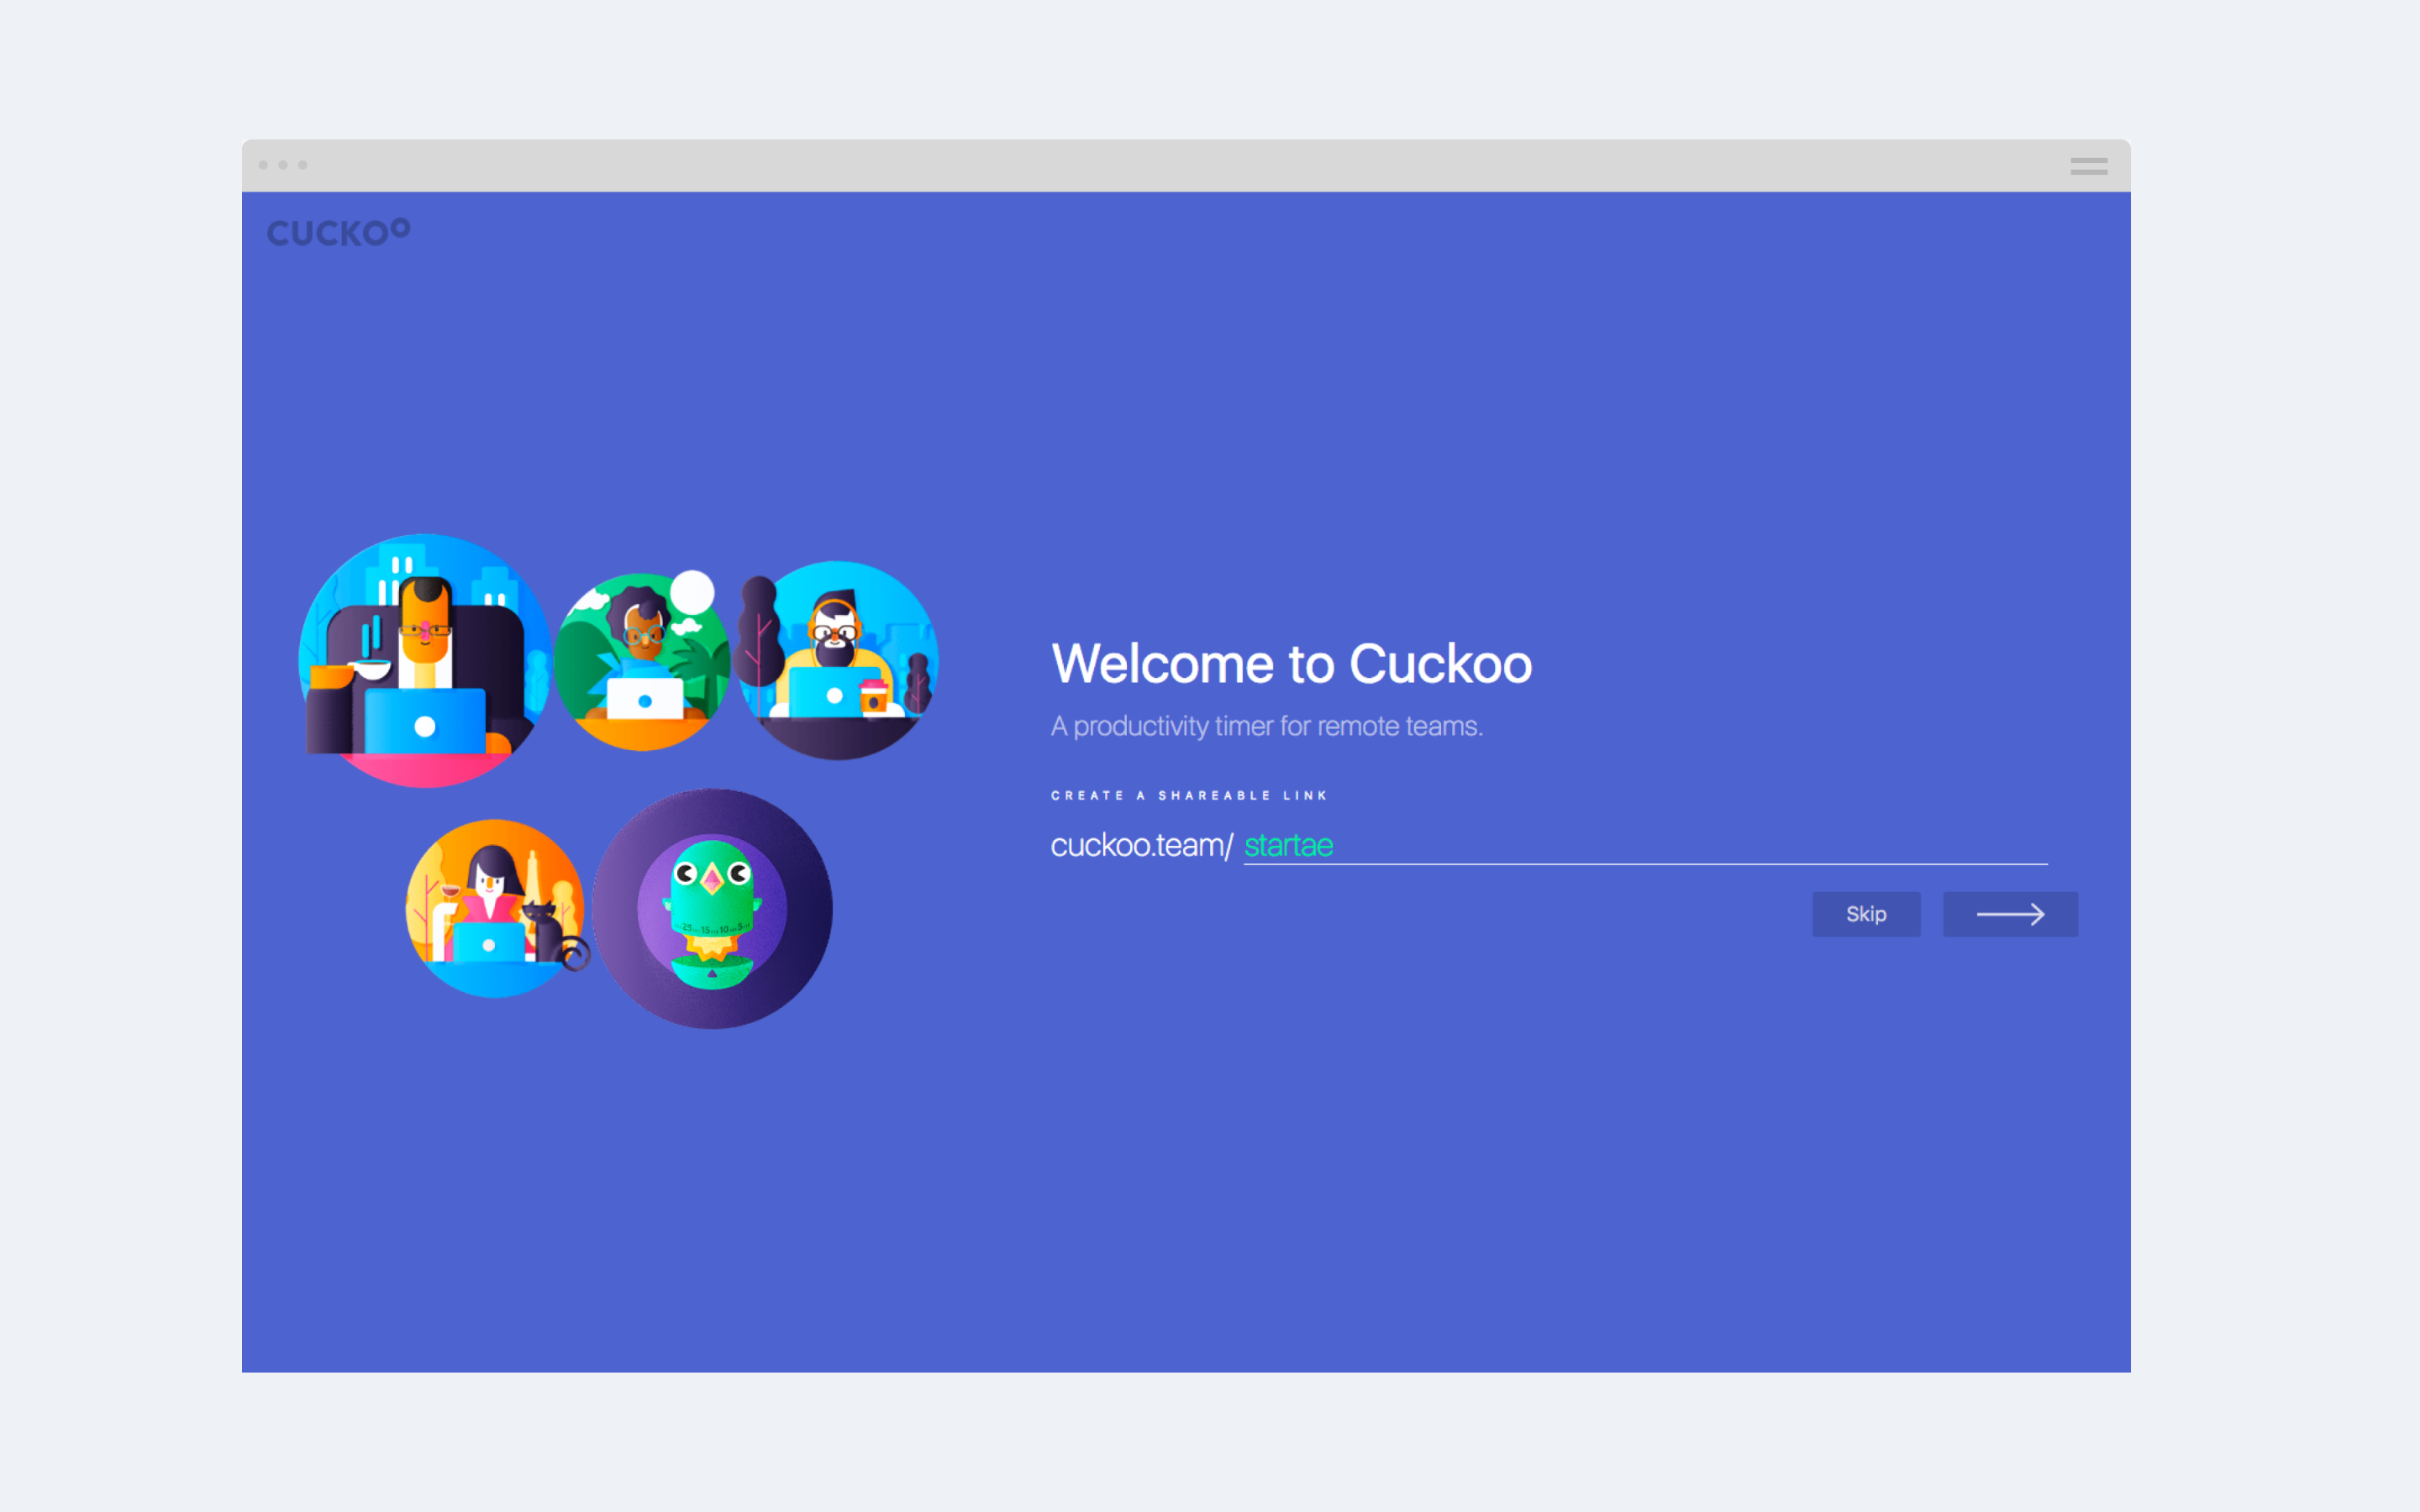 CUCKOO
Welcome to Cuckoo
A productivity timer for remote teams.
CREATE A SHAREABLE LINK
cuckoo.team/ startae
Skip
25 15 10 5